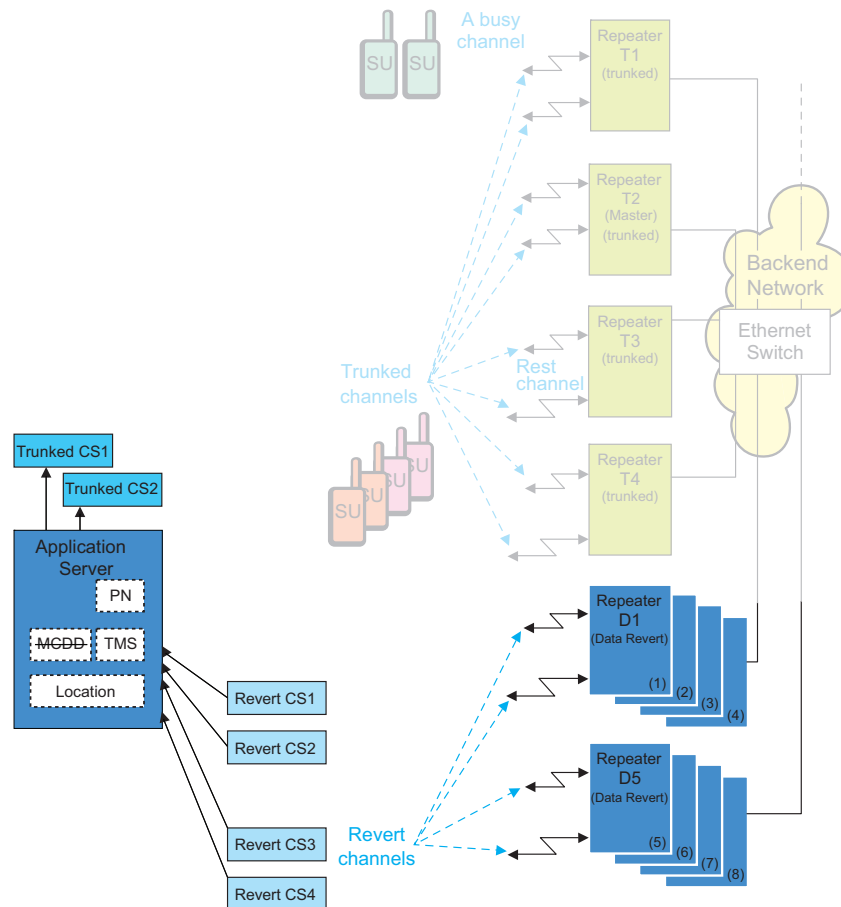 A busy
channel
SU
SU
Repeater
T1
(trunked)
Repeater
T2
(Master)
(trunked)
Backend
Network
Ethernet
Switch
Repeater
T3
(trunked)
Trunked
channels
Rest
channel
SU
SU
SU
SU
Repeater
T4
(trunked)
Trunked CS1
Trunked CS2
Application
Server
PN
MCDD
TMS
Location
Revert CS1
Revert CS2
Revert CS3
Revert CS4
Revert
channels
Repeater
D1
(Data Revert)
(1)
(2)
(3)
(4)
Repeater
D5
(Data Revert)
(5)
(6)
(7)
(8)